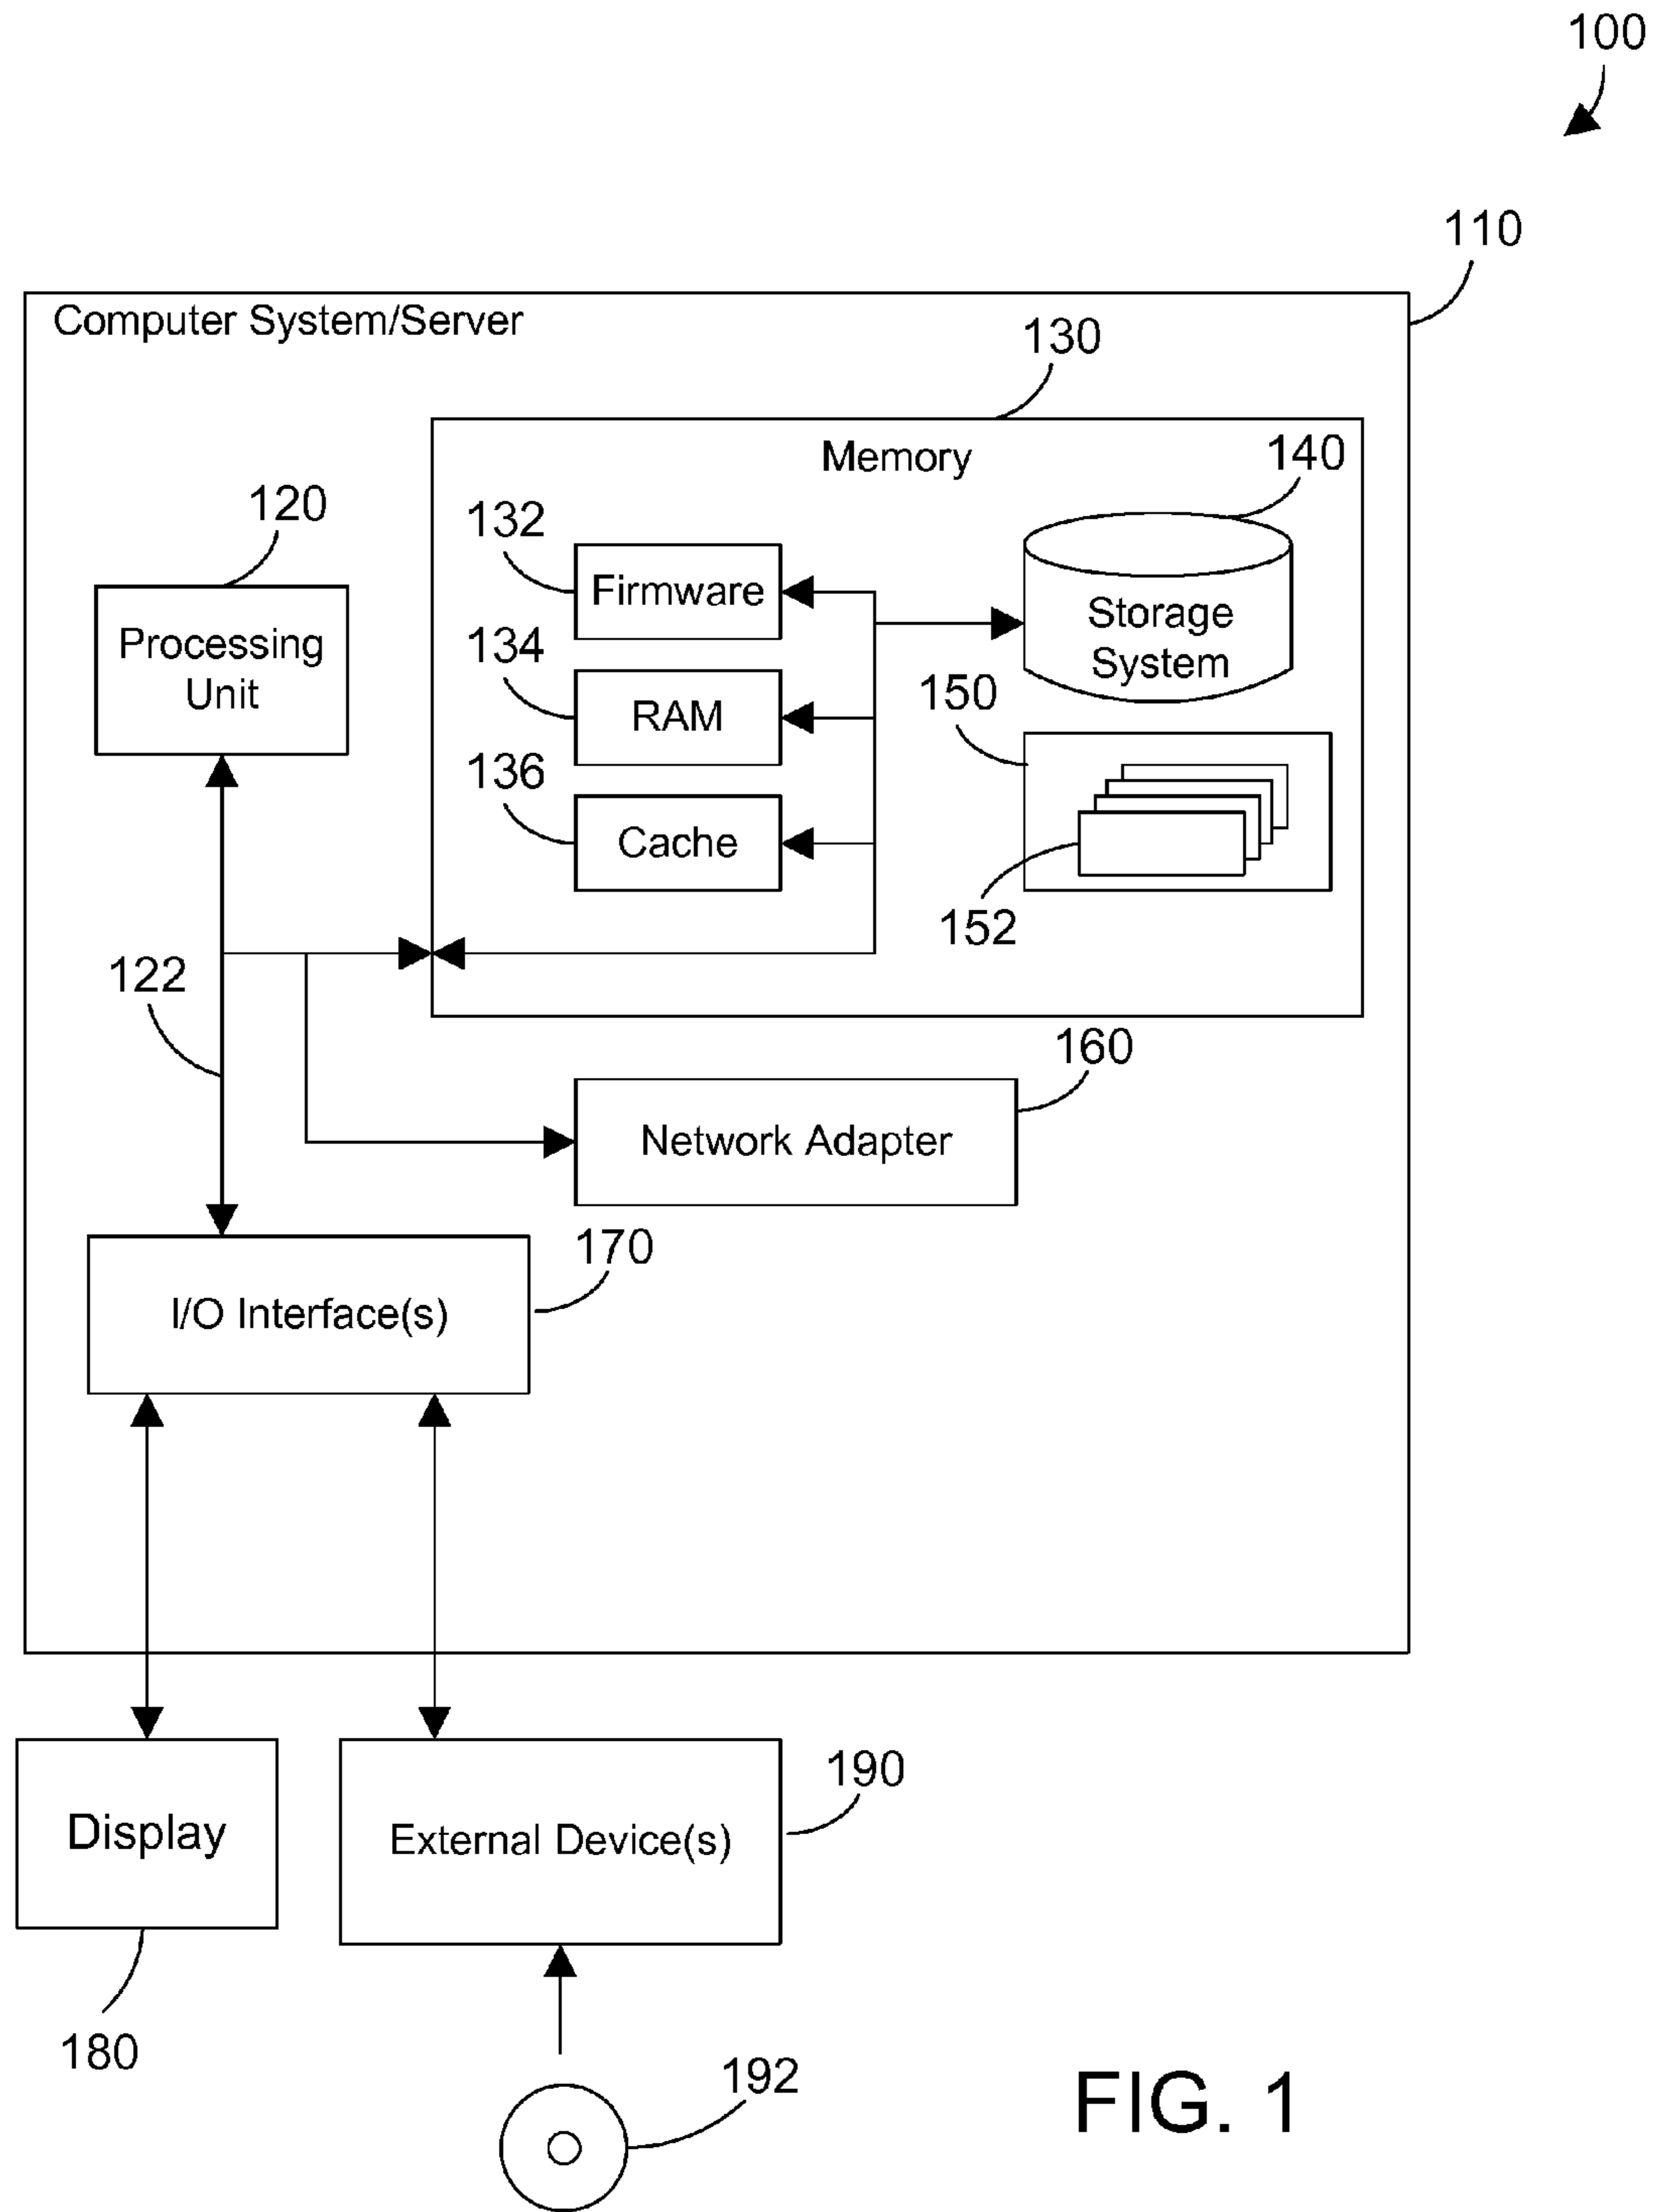 100
110
Computer System/Server
130
Memory
140
120
132
Firmware
Processing
Unit
134
Storage
System
RAM
150
136
Cache
152
122
160
Network Adapter
170
I/O Interface(s)
190
Display
External Device(s)
180
192
FIG. 1